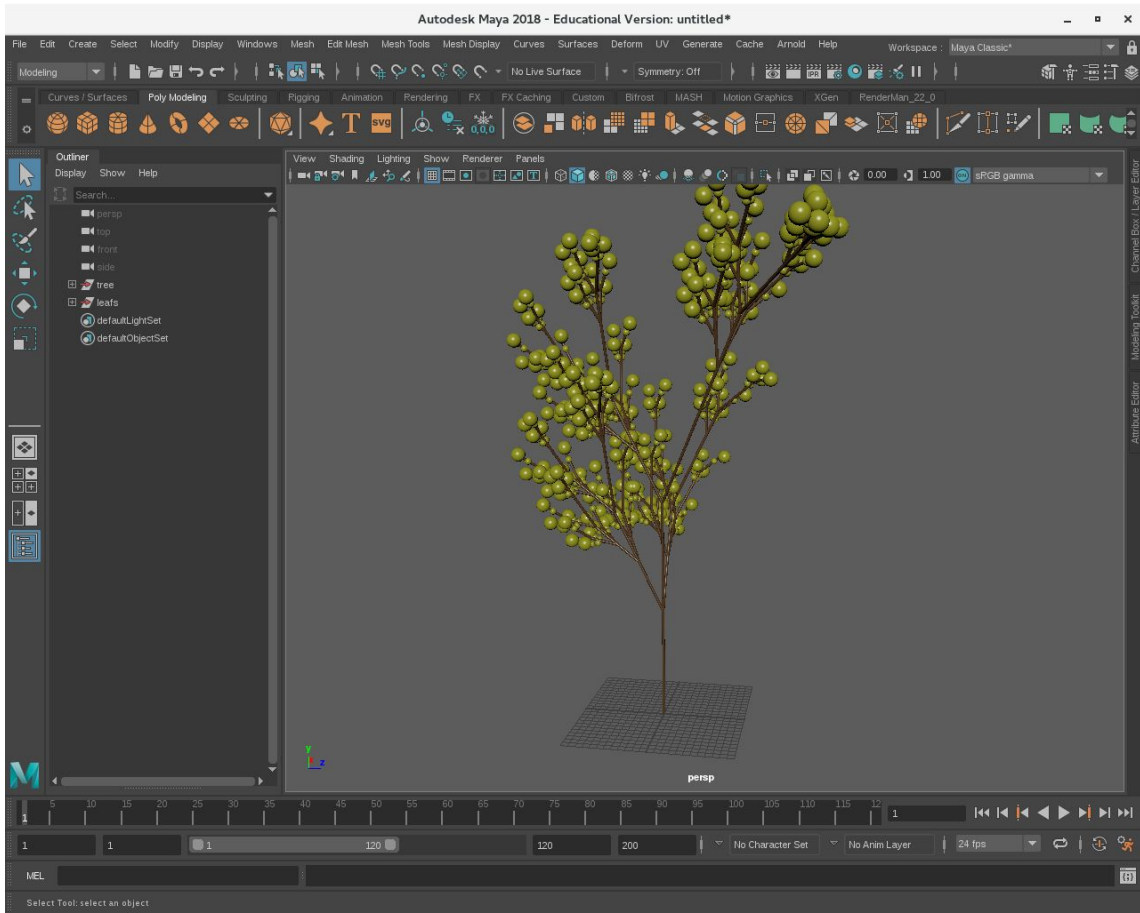 Autodesk Maya 2018 - Educational Version: untitled*
File Edit Create Select Modify Display Windows Mesh Edit Mesh Mesh Tools Mesh Display Curves Surfaces Deform UV Generate Cache Arnold Help Workspace : Maya Classic*
Modeling No Live Surface Symmetry: Off IPR
Curves / Surfaces Poly Modeling Sculpting Rigging Animation Rendering FX FX Caching Custom Bifrost MASH Motion Graphics XGen RenderMan_22_0
T SVG 0,0,0
Outliner
Display Show Help
Search...
persp
top
front
side
tree
leafs
defaultLightSet
defaultObjectSet
View Shading Lighting Show Renderer Panels
0.00 1.00 sRGB gamma
Channel Box / Layer Editor
Modeling Toolkit
Attribute Editor
y
z
persp
5 10 15 20 25 30 35 40 45 50 55 60 65 70 75 80 85 90 95 100 105 110 115 12
1 1
1 1 1 120 120 200 No Character Set No Anim Layer 24 fps
MEL
Select Tool: select an object